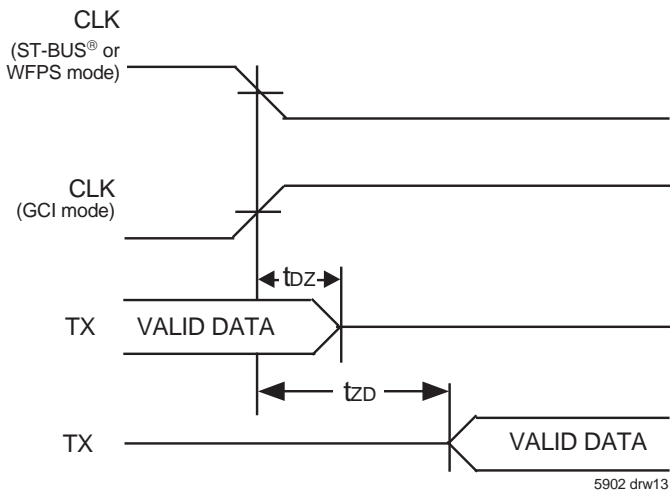 CLK
(ST-BUS® or
WFPS mode)
CLK
(GCI mode)
tDZ
TX VALID DATA
tZD
TX VALID DATA
5902 drw13